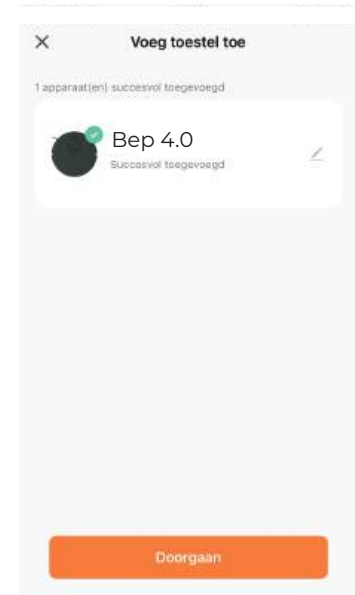 Voeg toestel toe
1 apparaat(en) succesvol toegevoegd
Bep 4.0
Succesvol toegevoegd
Doorgaan